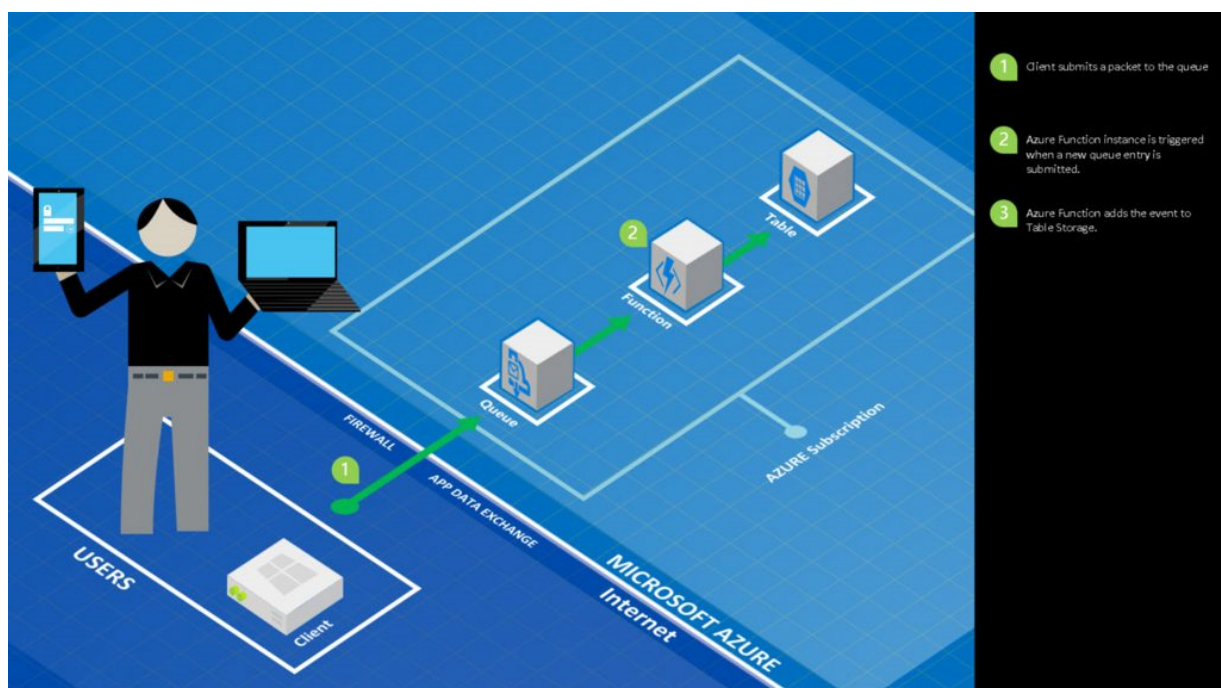 1
Client submits a packet to the queue
2
Azure Function instance is triggered
when a new queue entry is
submitted.
3
Azure Function adds the event to
Table Storage.
Table
2
Function
Queue
AZURE Subscription
1
FIREWALL
APP DATA EXCHANGE
MICROSOFT AZURE
Internet
USERS
Client